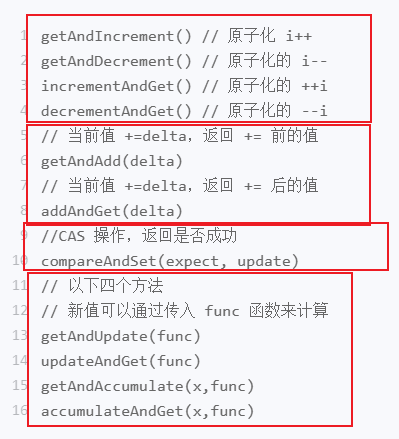 1 getAndIncrement() // 原子化 i++
2 getAndDecrement() // 原子化的 i--
3 incrementAndGet() // 原子化的 ++i
4 decrementAndGet() // 原子化的 --i
5 // 当前值 +=delta，返回 += 前的值
6 getAndAdd(delta)
7 // 当前值 +=delta，返回 += 后的值
8 addAndGet(delta)
9 //CAS 操作，返回是否成功
10 compareAndSet(expect, update)
11 // 以下四个方法
12 // 新值可以通过传入 func 函数来计算
13 getAndUpdate(func)
14 updateAndGet(func)
15 getAndAccumulate(x,func)
16 accumulateAndGet(x,func)